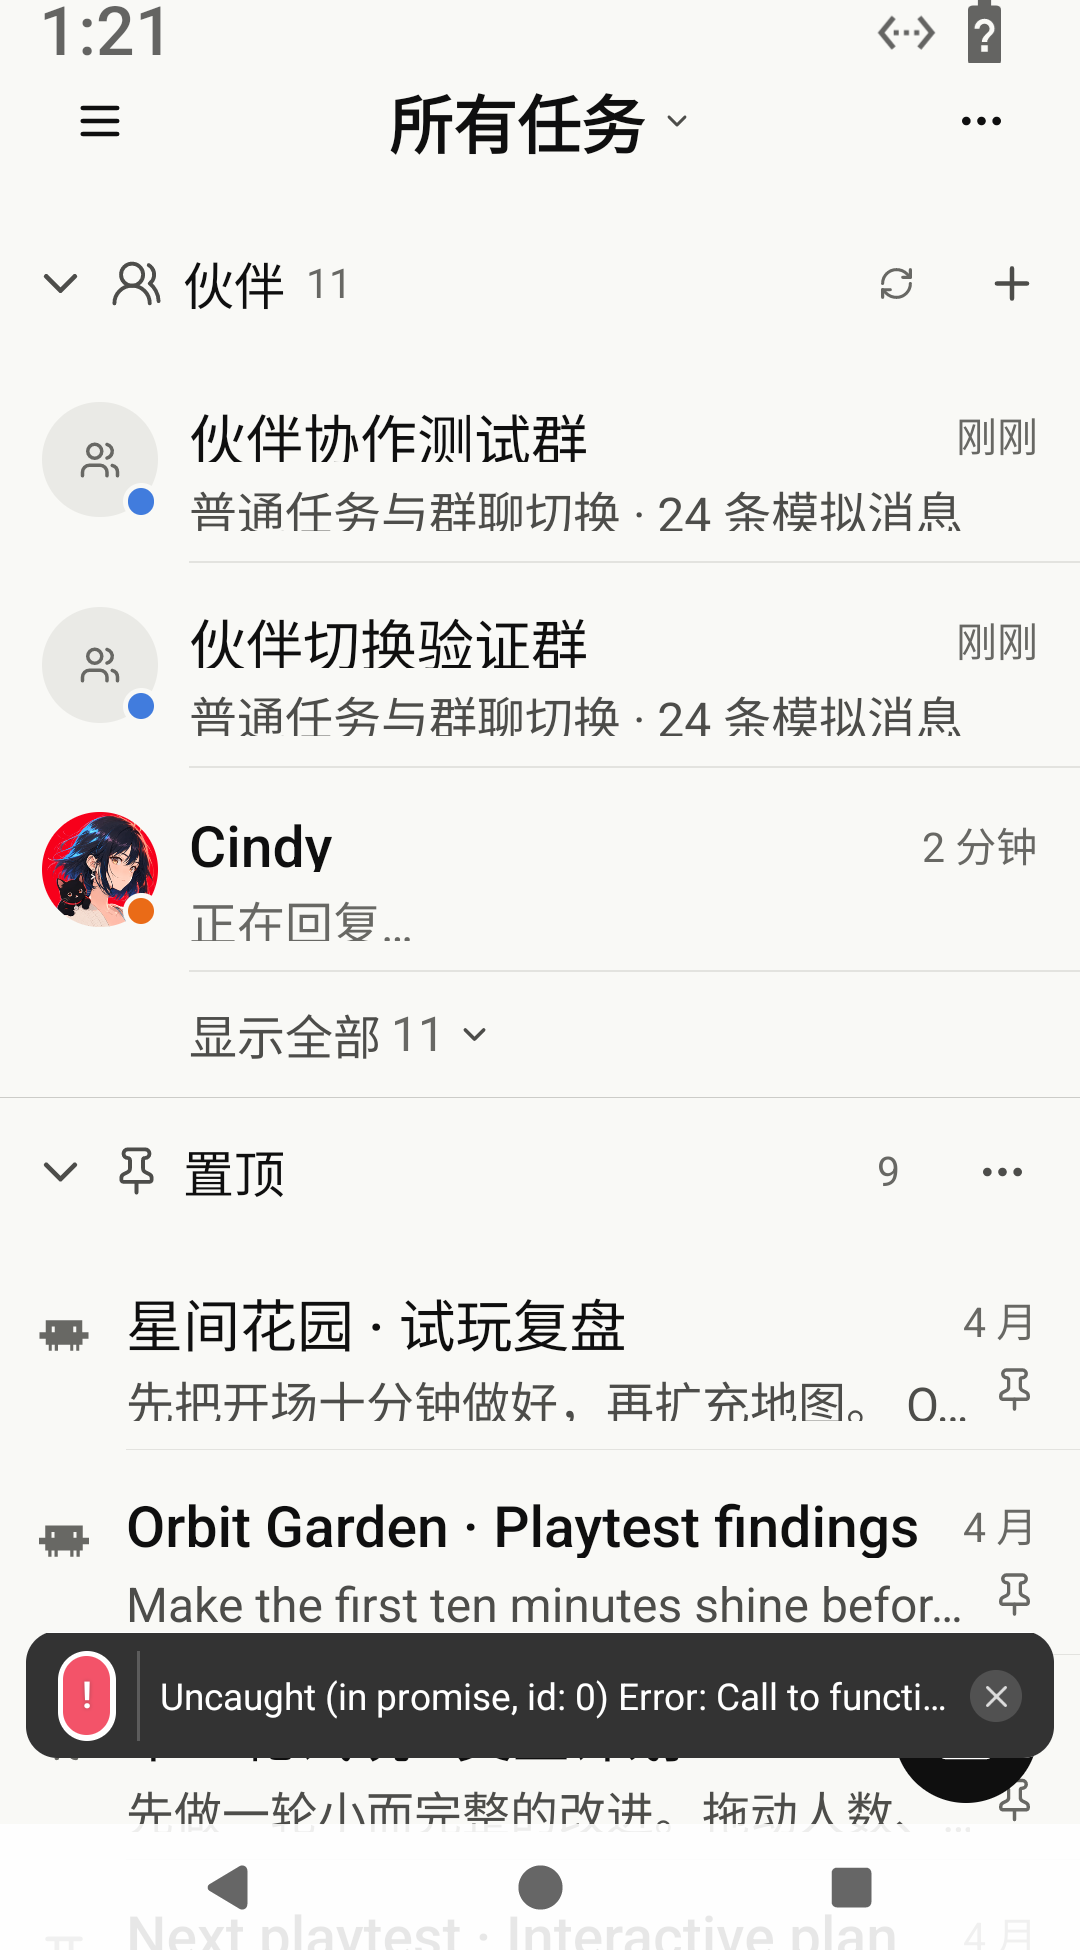 1:21
所有任务
伙伴 11
伙伴协作测试群 刚刚
普通任务与群聊切换 · 24 条模拟消息
伙伴切换验证群 刚刚
普通任务与群聊切换 · 24 条模拟消息
Cindy 2 分钟
正在回复...
显示全部 11
置顶 9
星间花园 · 试玩复盘 4 月
先把开场十分钟做好，再扩充地图。 O...
Orbit Garden · Playtest findings 4 月
Make the first ten minutes shine befor...
! Uncaught (in promise, id: 0) Error: Call to functi...
先做一轮小而完整的改进。拖动人数、...
Next playtest · Interactive plan 4 月